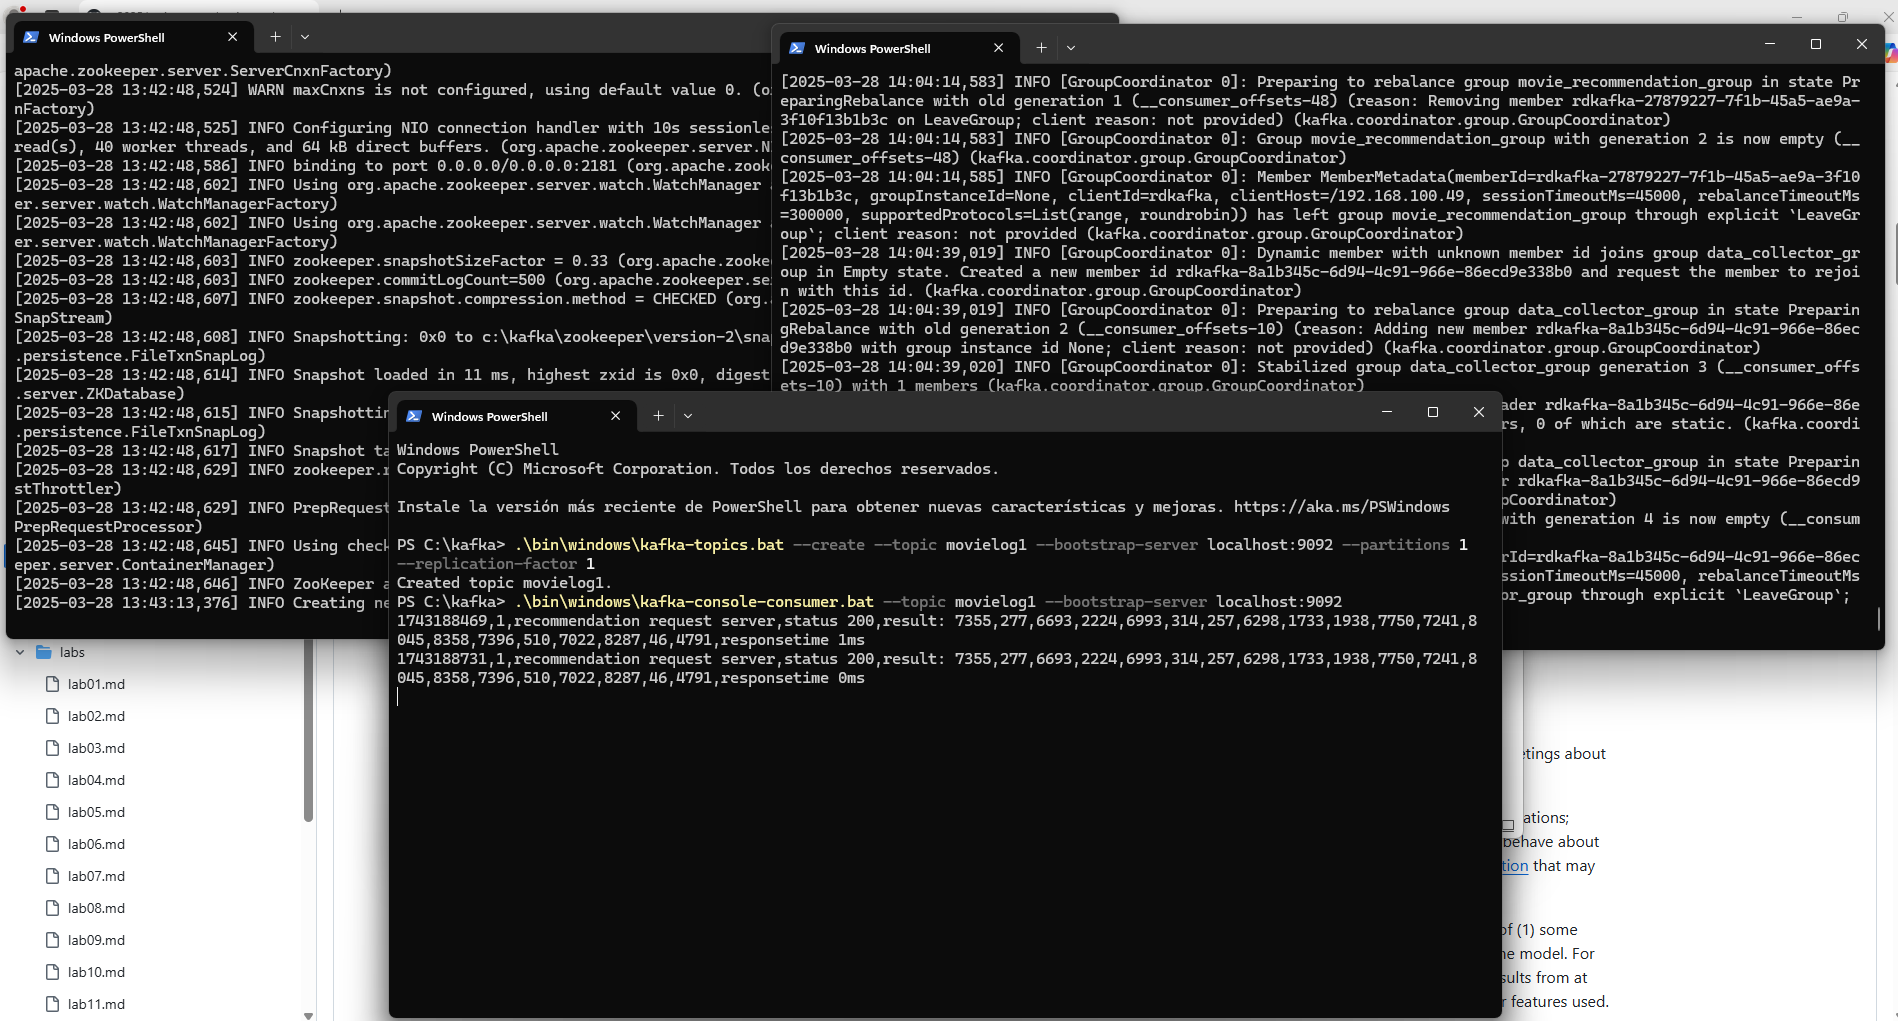 Windows PowerShell
apache.zookeeper.server.ServerCnxnFactory)
[2025-03-28 13:42:48,524] WARN maxCnxns is not configured, using default value 0. (o
nFactory)
[2025-03-28 13:42:48,525] INFO Configuring NIO connection handler with 10s sessionle
read(s), 40 worker threads, and 64 kB direct buffers. (org.apache.zookeeper.server.N
[2025-03-28 13:42:48,586] INFO binding to port 0.0.0.0/0.0.0.0:2181 (org.apache.zook
[2025-03-28 13:42:48,602] INFO Using org.apache.zookeeper.server.watch.WatchManager
er.server.watch.WatchManagerFactory)
[2025-03-28 13:42:48,602] INFO Using org.apache.zookeeper.server.watch.WatchManager
er.server.watch.WatchManagerFactory)
[2025-03-28 13:42:48,603] INFO zookeeper.snapshotSizeFactor = 0.33 (org.apache.zooke
[2025-03-28 13:42:48,603] INFO zookeeper.commitLogCount=500 (org.apache.zookeeper.se
[2025-03-28 13:42:48,607] INFO zookeeper.snapshot.compression.method = CHECKED (org.
SnapStream)
[2025-03-28 13:42:48,608] INFO Snapshotting: 0x0 to c:\kafka\zookeeper\version-2\sna
.persistence.FileTxnSnapLog)
[2025-03-28 13:42:48,614] INFO Snapshot loaded in 11 ms, highest zxid is 0x0, digest
.server.ZKDatabase)
[2025-03-28 13:42:48,615] INFO Snapshottin
.persistence.FileTxnSnapLog)
[2025-03-28 13:42:48,617] INFO Snapshot ta
[2025-03-28 13:42:48,629] INFO zookeeper.r
stThrottler)
[2025-03-28 13:42:48,629] INFO PrepRequest
PrepRequestProcessor)
[2025-03-28 13:42:48,645] INFO Using check
eper.server.ContainerManager)
[2025-03-28 13:42:48,646] INFO ZooKeeper a
[2025-03-28 13:43:13,376] INFO Creating ne
Windows PowerShell
[2025-03-28 14:04:14,583] INFO [GroupCoordinator 0]: Preparing to rebalance group movie_recommendation_group in state Pr
eparingRebalance with old generation 1 (__consumer_offsets-48) (reason: Removing member rdkafka-27879227-7f1b-45a5-ae9a-
3f10f13b1b3c on LeaveGroup; client reason: not provided) (kafka.coordinator.group.GroupCoordinator)
[2025-03-28 14:04:14,583] INFO [GroupCoordinator 0]: Group movie_recommendation_group with generation 2 is now empty (__
consumer_offsets-48) (kafka.coordinator.group.GroupCoordinator)
[2025-03-28 14:04:14,585] INFO [GroupCoordinator 0]: Member MemberMetadata(memberId=rdkafka-27879227-7f1b-45a5-ae9a-3f10
f13b1b3c, groupInstanceId=None, clientId=rdkafka, clientHost=/192.168.100.49, sessionTimeoutMs=45000, rebalanceTimeoutMs
=300000, supportedProtocols=List(range, roundrobin)) has left group movie_recommendation_group through explicit `LeaveGr
oup`; client reason: not provided (kafka.coordinator.group.GroupCoordinator)
[2025-03-28 14:04:39,019] INFO [GroupCoordinator 0]: Dynamic member with unknown member id joins group data_collector_gr
oup in Empty state. Created a new member id rdkafka-8a1b345c-6d94-4c91-966e-86ecd9e338b0 and request the member to rejoi
n with this id. (kafka.coordinator.group.GroupCoordinator)
[2025-03-28 14:04:39,019] INFO [GroupCoordinator 0]: Preparing to rebalance group data_collector_group in state Preparin
gRebalance with old generation 2 (__consumer_offsets-10) (reason: Adding new member rdkafka-8a1b345c-6d94-4c91-966e-86ec
d9e338b0 with group instance id None; client reason: not provided) (kafka.coordinator.group.GroupCoordinator)
[2025-03-28 14:04:39,020] INFO [GroupCoordinator 0]: Stabilized group data_collector_group generation 3 (__consumer_offs
ets-10) with 1 members (kafka.coordinator.group.GroupCoordinator)
ader rdkafka-8a1b345c-6d94-4c91-966e-86e
rs, 0 of which are static. (kafka.coordi
p data_collector_group in state Preparin
r rdkafka-8a1b345c-6d94-4c91-966e-86ecd9
pCoordinator)
with generation 4 is now empty (__consum
rId=rdkafka-8a1b345c-6d94-4c91-966e-86ec
ssionTimeoutMs=45000, rebalanceTimeoutMs
or_group through explicit `LeaveGroup`;
Windows PowerShell
Windows PowerShell
Copyright (C) Microsoft Corporation. Todos los derechos reservados.
Instale la versión más reciente de PowerShell para obtener nuevas características y mejoras. https://aka.ms/PSWindows
PS C:\kafka> .\bin\windows\kafka-topics.bat --create --topic movielog1 --bootstrap-server localhost:9092 --partitions 1
--replication-factor 1
Created topic movielog1.
PS C:\kafka> .\bin\windows\kafka-console-consumer.bat --topic movielog1 --bootstrap-server localhost:9092
1743188469,1,recommendation request server,status 200,result: 7355,277,6693,2224,6993,314,257,6298,1733,1938,7750,7241,8
045,8358,7396,510,7022,8287,46,4791,responsetime 1ms
1743188731,1,recommendation request server,status 200,result: 7355,277,6693,2224,6993,314,257,6298,1733,1938,7750,7241,8
045,8358,7396,510,7022,8287,46,4791,responsetime 0ms
labs
lab01.md
lab02.md
lab03.md
lab04.md
lab05.md
lab06.md
lab07.md
lab08.md
lab09.md
lab10.md
lab11.md
etings about
ations;
behave about
tion that may
of (1) some
ne model. For
sults from at
r features used.